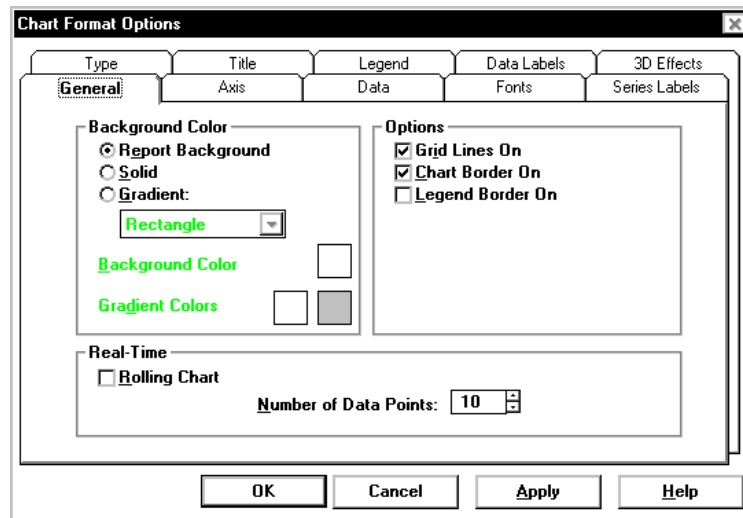 Chart Format Options
Type Title Legend Data Labels 3D Effects
General Axis Data Fonts Series Labels
Background Color
Report Background
Solid
Gradient:
Rectangle
Background Color
Gradient Colors
Options
Grid Lines On
Chart Border On
Legend Border On
Real-Time
Rolling Chart
Number of Data Points: 10
OK Cancel Apply Help